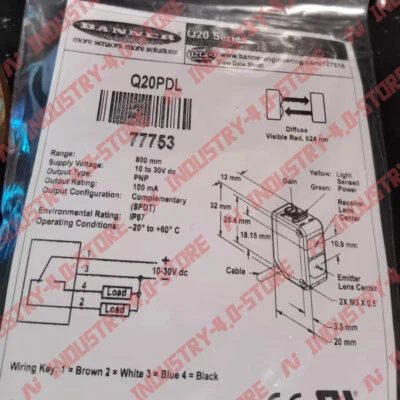 BANNER
more sensors, more solutions
Q20 Series
View Data Sheet
Q20PDL
77753
Diffuse
Visible Red, 624 nm
Range: 800 mm
Supply Voltage: 10 to 30V dc
Output Type: PNP
Output Rating: 100 mA
Output Configuration: Complementary (SPDT)
Environmental Rating: IP67
Operating Conditions: -20° to +60° C
12 mm
Gain
Yellow: Light Sensed
Green: Power
Receiver Lens Center
32 mm
25.4 mm
18.15 mm
10.9 mm
Cable
Emitter Lens Center
2X M3 X 0.5
3.3 mm
20 mm
1
3
4
2
+
10-30V dc
–
Load
Load
Wiring Key: 1 = Brown 2 = White 3 = Blue 4 = Black
INDUSTRY-4.0-STORE